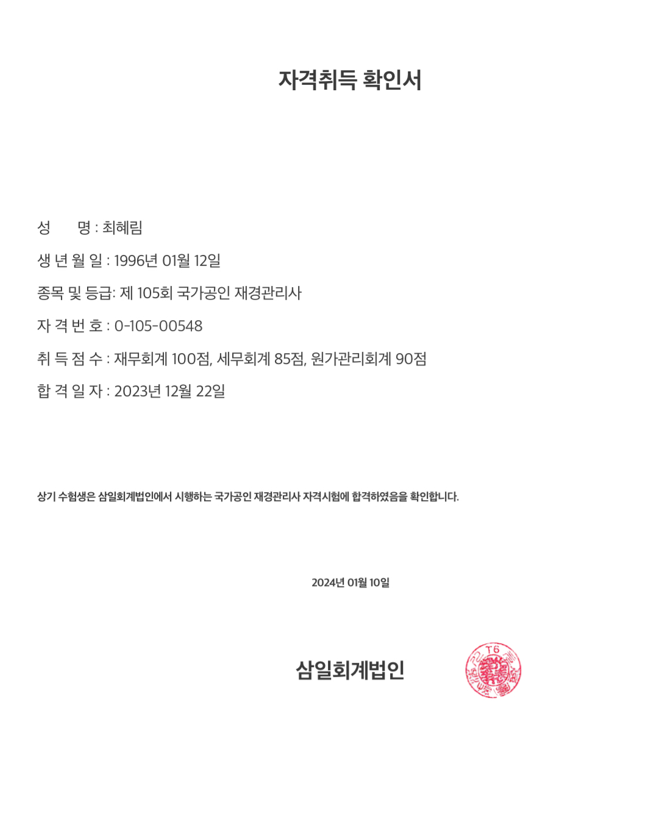 자격취득 확인서
성 명 : 최혜림
생 년 월 일 : 1996년 01월 12일
종목 및 등급: 제 105회 국가공인 재경관리사
자 격 번 호 : 0-105-00548
취 득 점 수 : 재무회계 100점, 세무회계 85점, 원가관리회계 90점
합 격 일 자 : 2023년 12월 22일
상기 수험생은 삼일회계법인에서 시행하는 국가공인 재경관리사 자격시험에 합격하였음을 확인합니다.
2024년 01월 10일
삼일회계법인